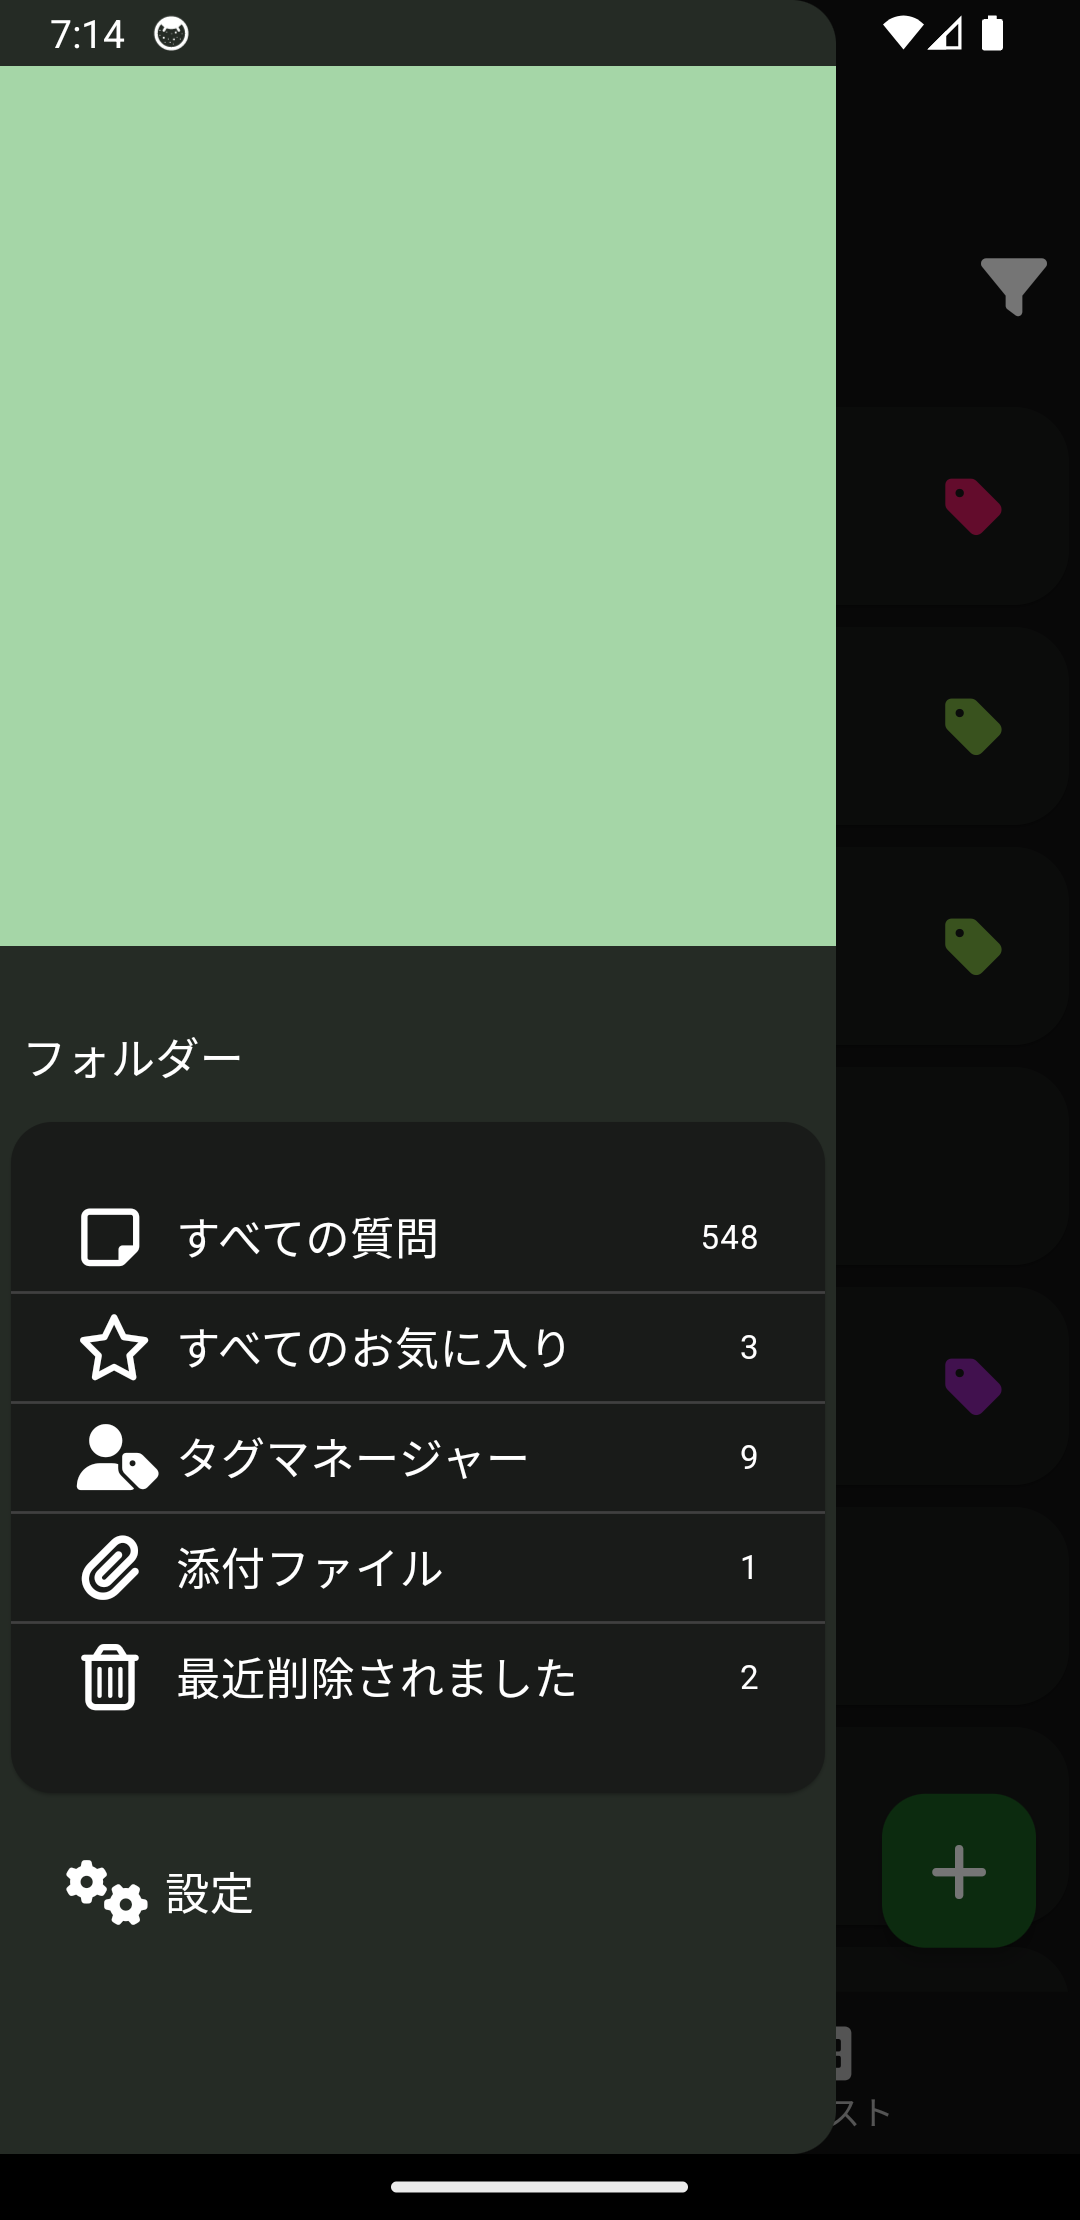 7:14
フォルダー
すべての質問 548
すべてのお気に入り 3
タグマネージャー 9
添付ファイル 1
最近削除されました 2
設定
スト